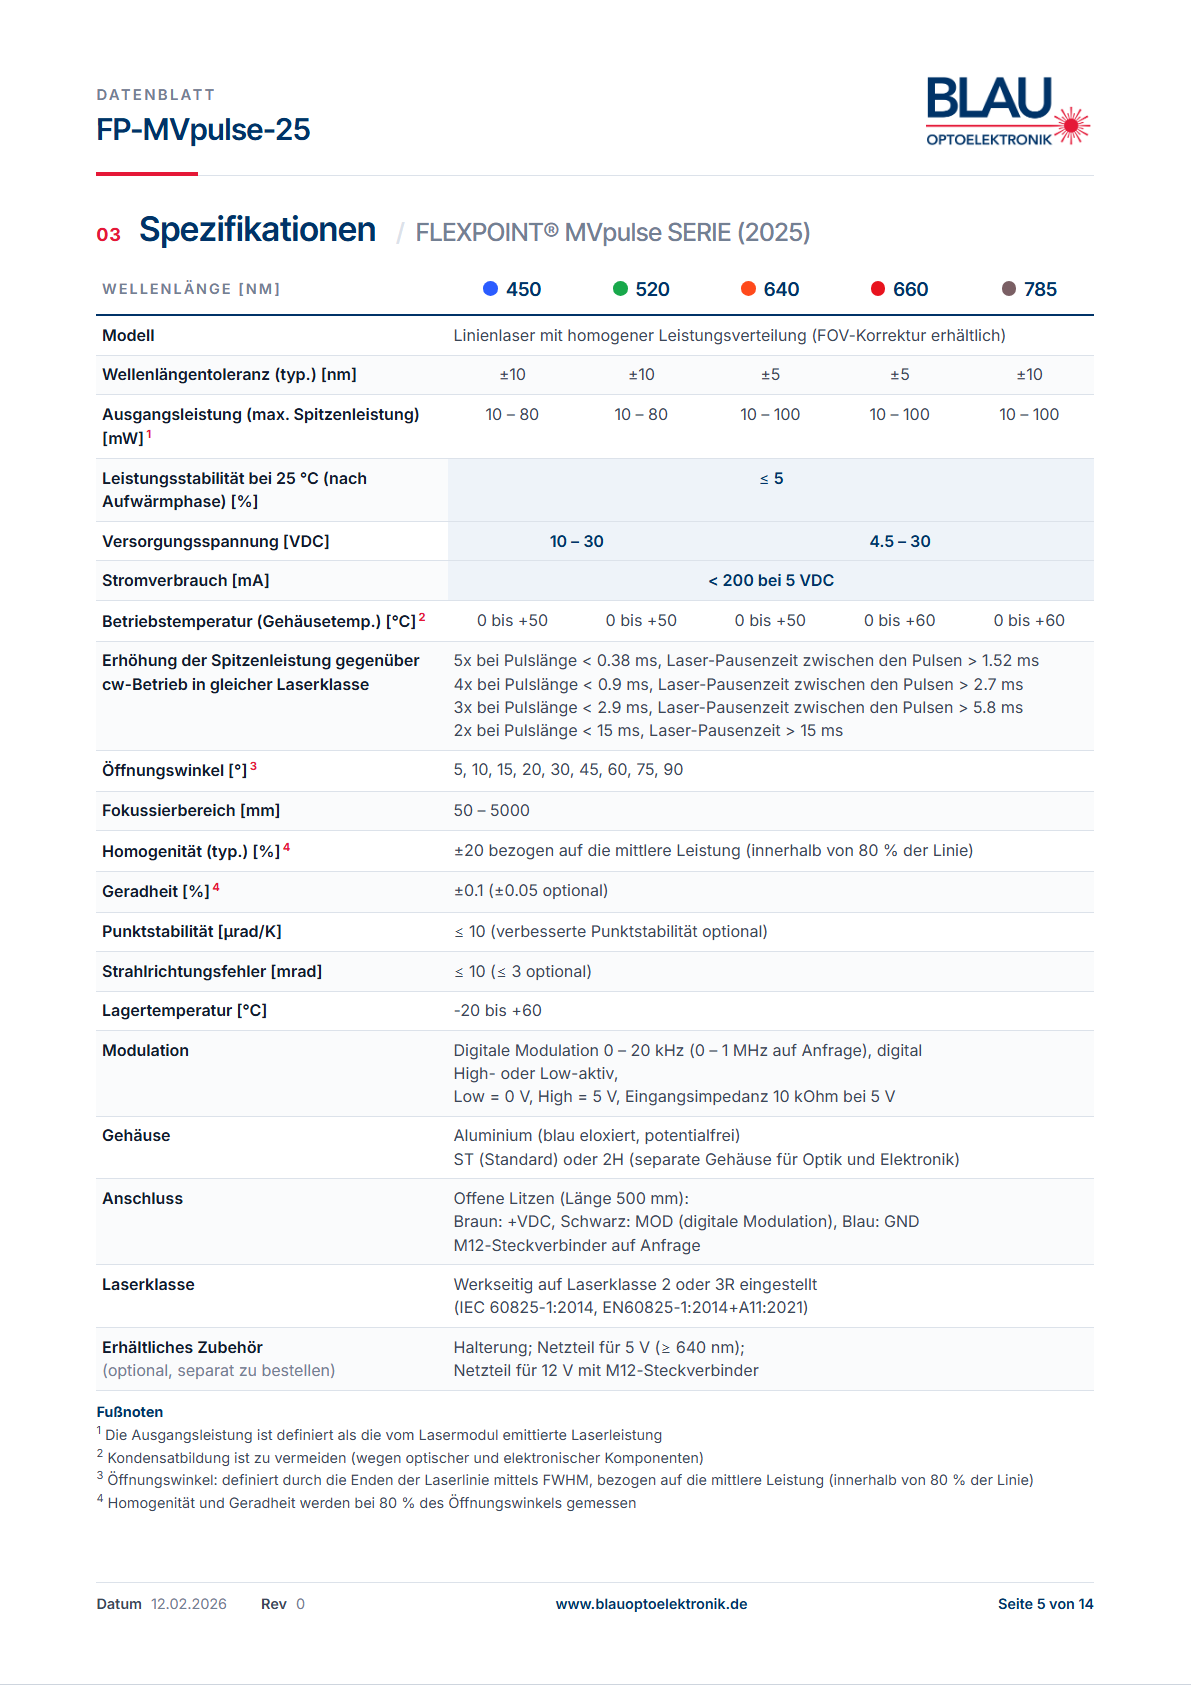 DATENBLATT
FP-MVpulse-25
BLAU
OPTOELEKTRONIK
03 Spezifikationen / FLEXPOINT® MVpulse SERIE (2025)
WELLENLÄNGE [NM] 450 520 640 660 785
Modell Linienlaser mit homogener Leistungsverteilung (FOV-Korrektur erhältlich)
Wellenlängentoleranz (typ.) [nm] ±10 ±10 ±5 ±5 ±10
Ausgangsleistung (max. Spitzenleistung) 10 – 80 10 – 80 10 – 100 10 – 100 10 – 100
[mW] 1
Leistungsstabilität bei 25 °C (nach ≤ 5
Aufwärmphase) [%]
Versorgungsspannung [VDC] 10 – 30 4.5 – 30
Stromverbrauch [mA] < 200 bei 5 VDC
Betriebstemperatur (Gehäusetemp.) [°C] 2 0 bis +50 0 bis +50 0 bis +50 0 bis +60 0 bis +60
Erhöhung der Spitzenleistung gegenüber 5x bei Pulslänge < 0.38 ms, Laser-Pausenzeit zwischen den Pulsen > 1.52 ms
cw-Betrieb in gleicher Laserklasse 4x bei Pulslänge < 0.9 ms, Laser-Pausenzeit zwischen den Pulsen > 2.7 ms
3x bei Pulslänge < 2.9 ms, Laser-Pausenzeit zwischen den Pulsen > 5.8 ms
2x bei Pulslänge < 15 ms, Laser-Pausenzeit > 15 ms
Öffnungswinkel [°] 3 5, 10, 15, 20, 30, 45, 60, 75, 90
Fokussierbereich [mm] 50 – 5000
Homogenität (typ.) [%] 4 ±20 bezogen auf die mittlere Leistung (innerhalb von 80 % der Linie)
Geradheit [%] 4 ±0.1 (±0.05 optional)
Punktstabilität [µrad/K] ≤ 10 (verbesserte Punktstabilität optional)
Strahlrichtungsfehler [mrad] ≤ 10 (≤ 3 optional)
Lagertemperatur [°C] -20 bis +60
Modulation Digitale Modulation 0 – 20 kHz (0 – 1 MHz auf Anfrage), digital
High- oder Low-aktiv,
Low = 0 V, High = 5 V, Eingangsimpedanz 10 kOhm bei 5 V
Gehäuse Aluminium (blau eloxiert, potentialfrei)
ST (Standard) oder 2H (separate Gehäuse für Optik und Elektronik)
Anschluss Offene Litzen (Länge 500 mm):
Braun: +VDC, Schwarz: MOD (digitale Modulation), Blau: GND
M12-Steckverbinder auf Anfrage
Laserklasse Werkseitig auf Laserklasse 2 oder 3R eingestellt
(IEC 60825-1:2014, EN60825-1:2014+A11:2021)
Erhältliches Zubehör Halterung; Netzteil für 5 V (≥ 640 nm);
(optional, separat zu bestellen) Netzteil für 12 V mit M12-Steckverbinder
Fußnoten
1 Die Ausgangsleistung ist definiert als die vom Lasermodul emittierte Laserleistung
2 Kondensatbildung ist zu vermeiden (wegen optischer und elektronischer Komponenten)
3 Öffnungswinkel: definiert durch die Enden der Laserlinie mittels FWHM, bezogen auf die mittlere Leistung (innerhalb von 80 % der Linie)
4 Homogenität und Geradheit werden bei 80 % des Öffnungswinkels gemessen
Datum 12.02.2026 Rev 0 www.blauoptoelektronik.de Seite 5 von 14